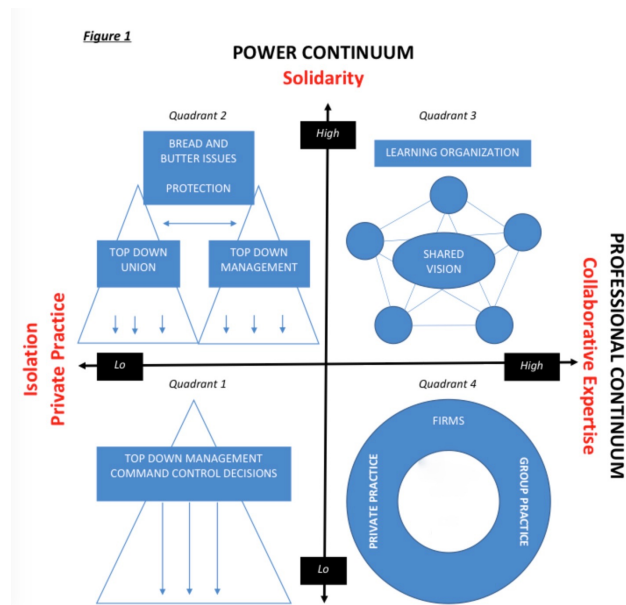 Figure 1
POWER CONTINUUM
Solidarity
Quadrant 2
Quadrant 3
High
BREAD AND
BUTTER ISSUES
PROTECTION
LEARNING ORGANIZATION
TOP DOWN
UNION
TOP DOWN
MANAGEMENT
SHARED
VISION
Isolation
Private Practice
Lo
High
Collaborative Expertise
PROFESSIONAL CONTINUUM
Quadrant 1
Quadrant 4
TOP DOWN MANAGEMENT
COMMAND CONTROL DECISIONS
FIRMS
PRIVATE PRACTICE
GROUP PRACTICE
Lo